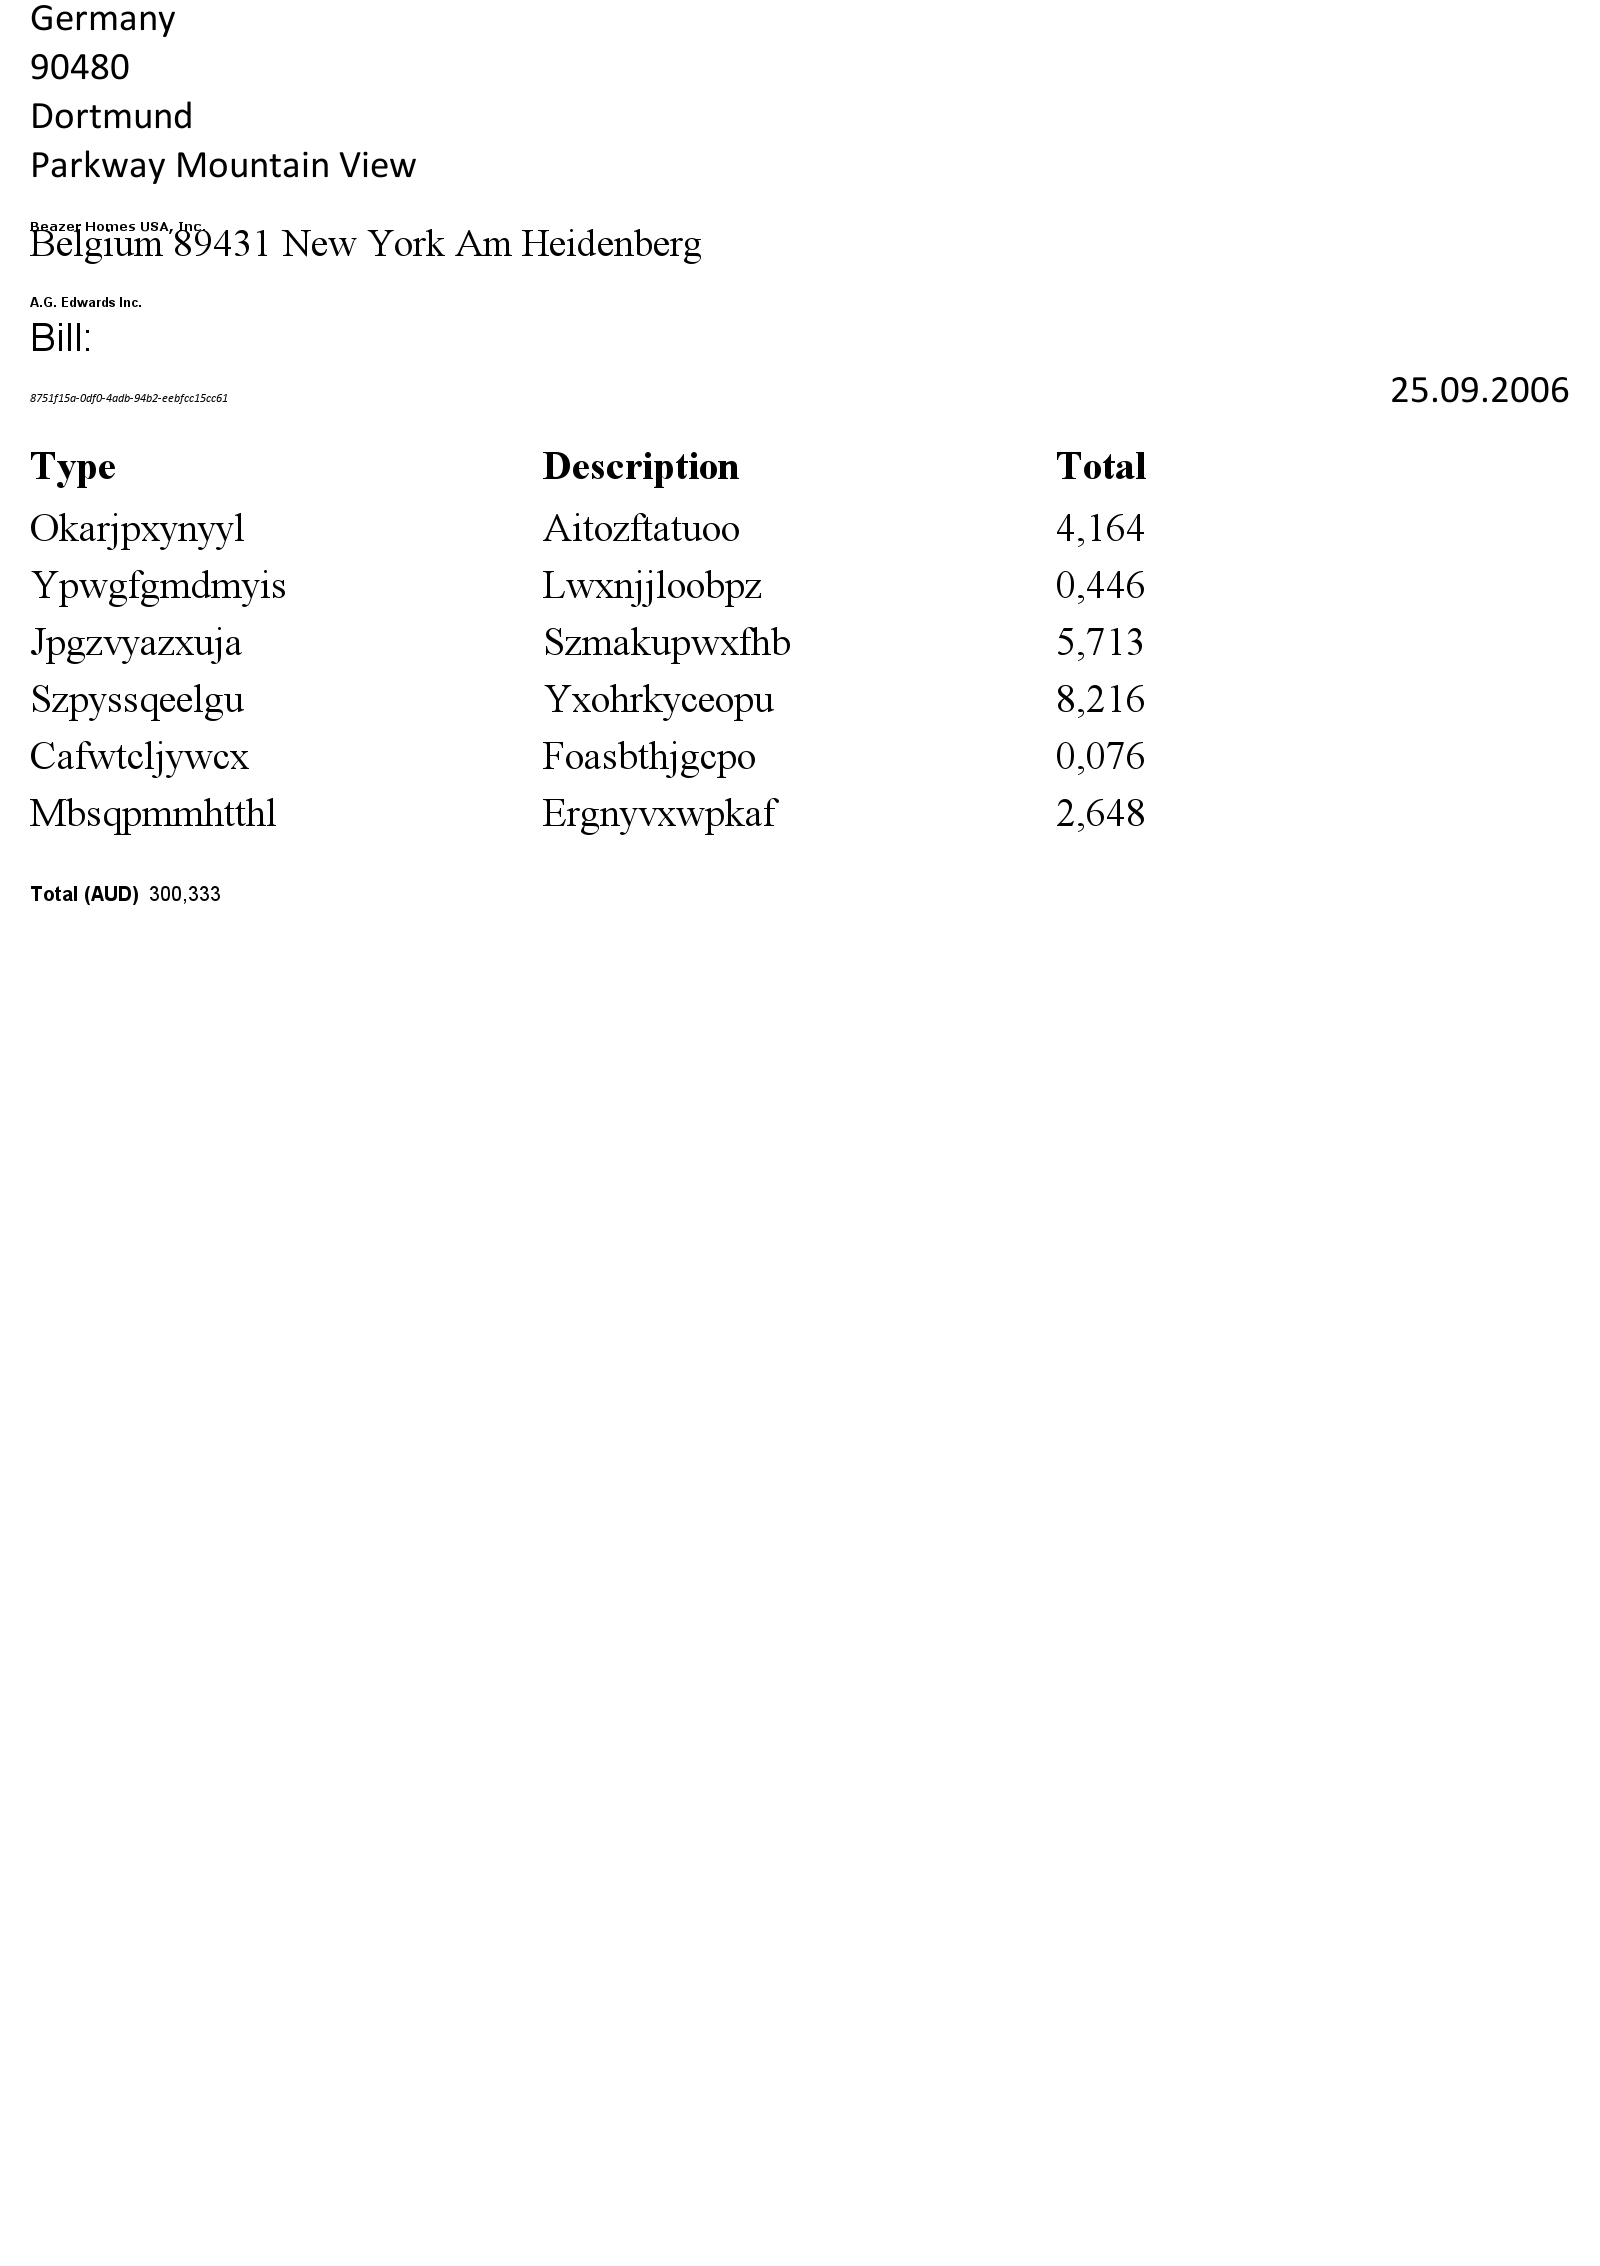 Germany
90480
Dortmund
Parkway Mountain View
Beazer Homes USA, Inc.
Belgium 89431 New York Am Heidenberg
A.G. Edwards Inc.
Bill:
8751f15a-0df0-4adb-94b2-eebfcc15cc61 25.09.2006
Type Description Total
Okarjpxynyyl Aitozftatuoo 4,164
Ypwgfgmdmyis Lwxnjjloobpz 0,446
Jpgzvyazxuja Szmakupwxfhb 5,713
Szpyssqeelgu Yxohrkyceopu 8,216
Cafwtcljywcx Foasbthjgcpo 0,076
Mbsqpmmhtthl Ergnyvxwpkaf 2,648
Total (AUD) 300,333